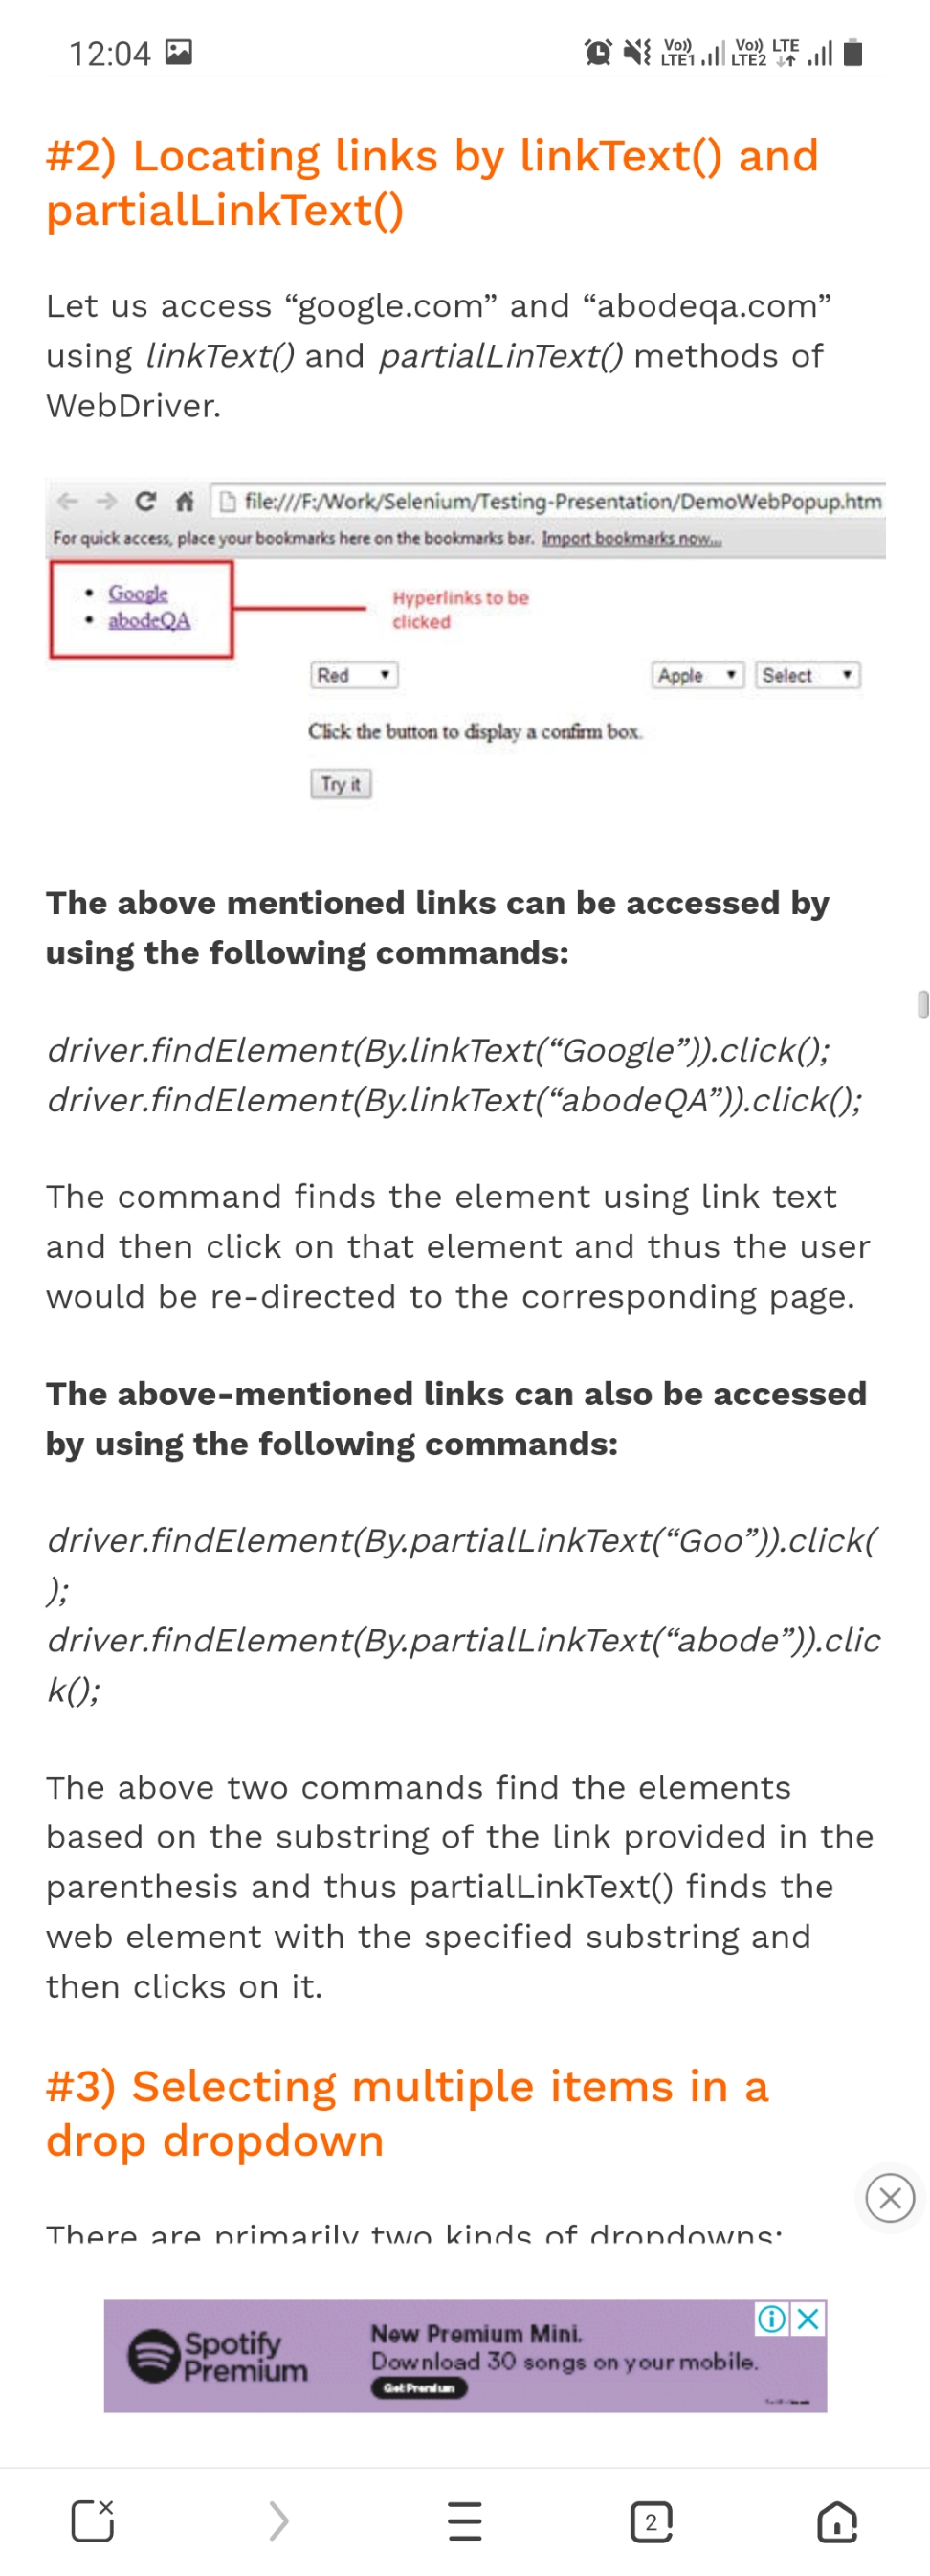 12:04
Vo)) LTE1 Vo)) LTE LTE2
#2) Locating links by linkText() and
partialLinkText()
Let us access “google.com” and “abodeqa.com”
using linkText() and partialLinText() methods of
WebDriver.
file:///F:/Work/Selenium/Testing-Presentation/DemoWebPopup.htm
For quick access, place your bookmarks here on the bookmarks bar. Import bookmarks now...
• Google
• abodeQA
Hyperlinks to be
clicked
Red Apple Select
Click the button to display a confirm box.
Try it
The above mentioned links can be accessed by
using the following commands:
driver.findElement(By.linkText(“Google”)).click();
driver.findElement(By.linkText(“abodeQA”)).click();
The command finds the element using link text
and then click on that element and thus the user
would be re-directed to the corresponding page.
The above-mentioned links can also be accessed
by using the following commands:
driver.findElement(By.partialLinkText(“Goo”)).click(
);
driver.findElement(By.partialLinkText(“abode”)).clic
k();
The above two commands find the elements
based on the substring of the link provided in the
parenthesis and thus partialLinkText() finds the
web element with the specified substring and
then clicks on it.
#3) Selecting multiple items in a
drop dropdown
There are primarily two kinds of dropdowns:
Spotify
Premium
New Premium Mini.
Download 30 songs on your mobile.
Get Premium
2